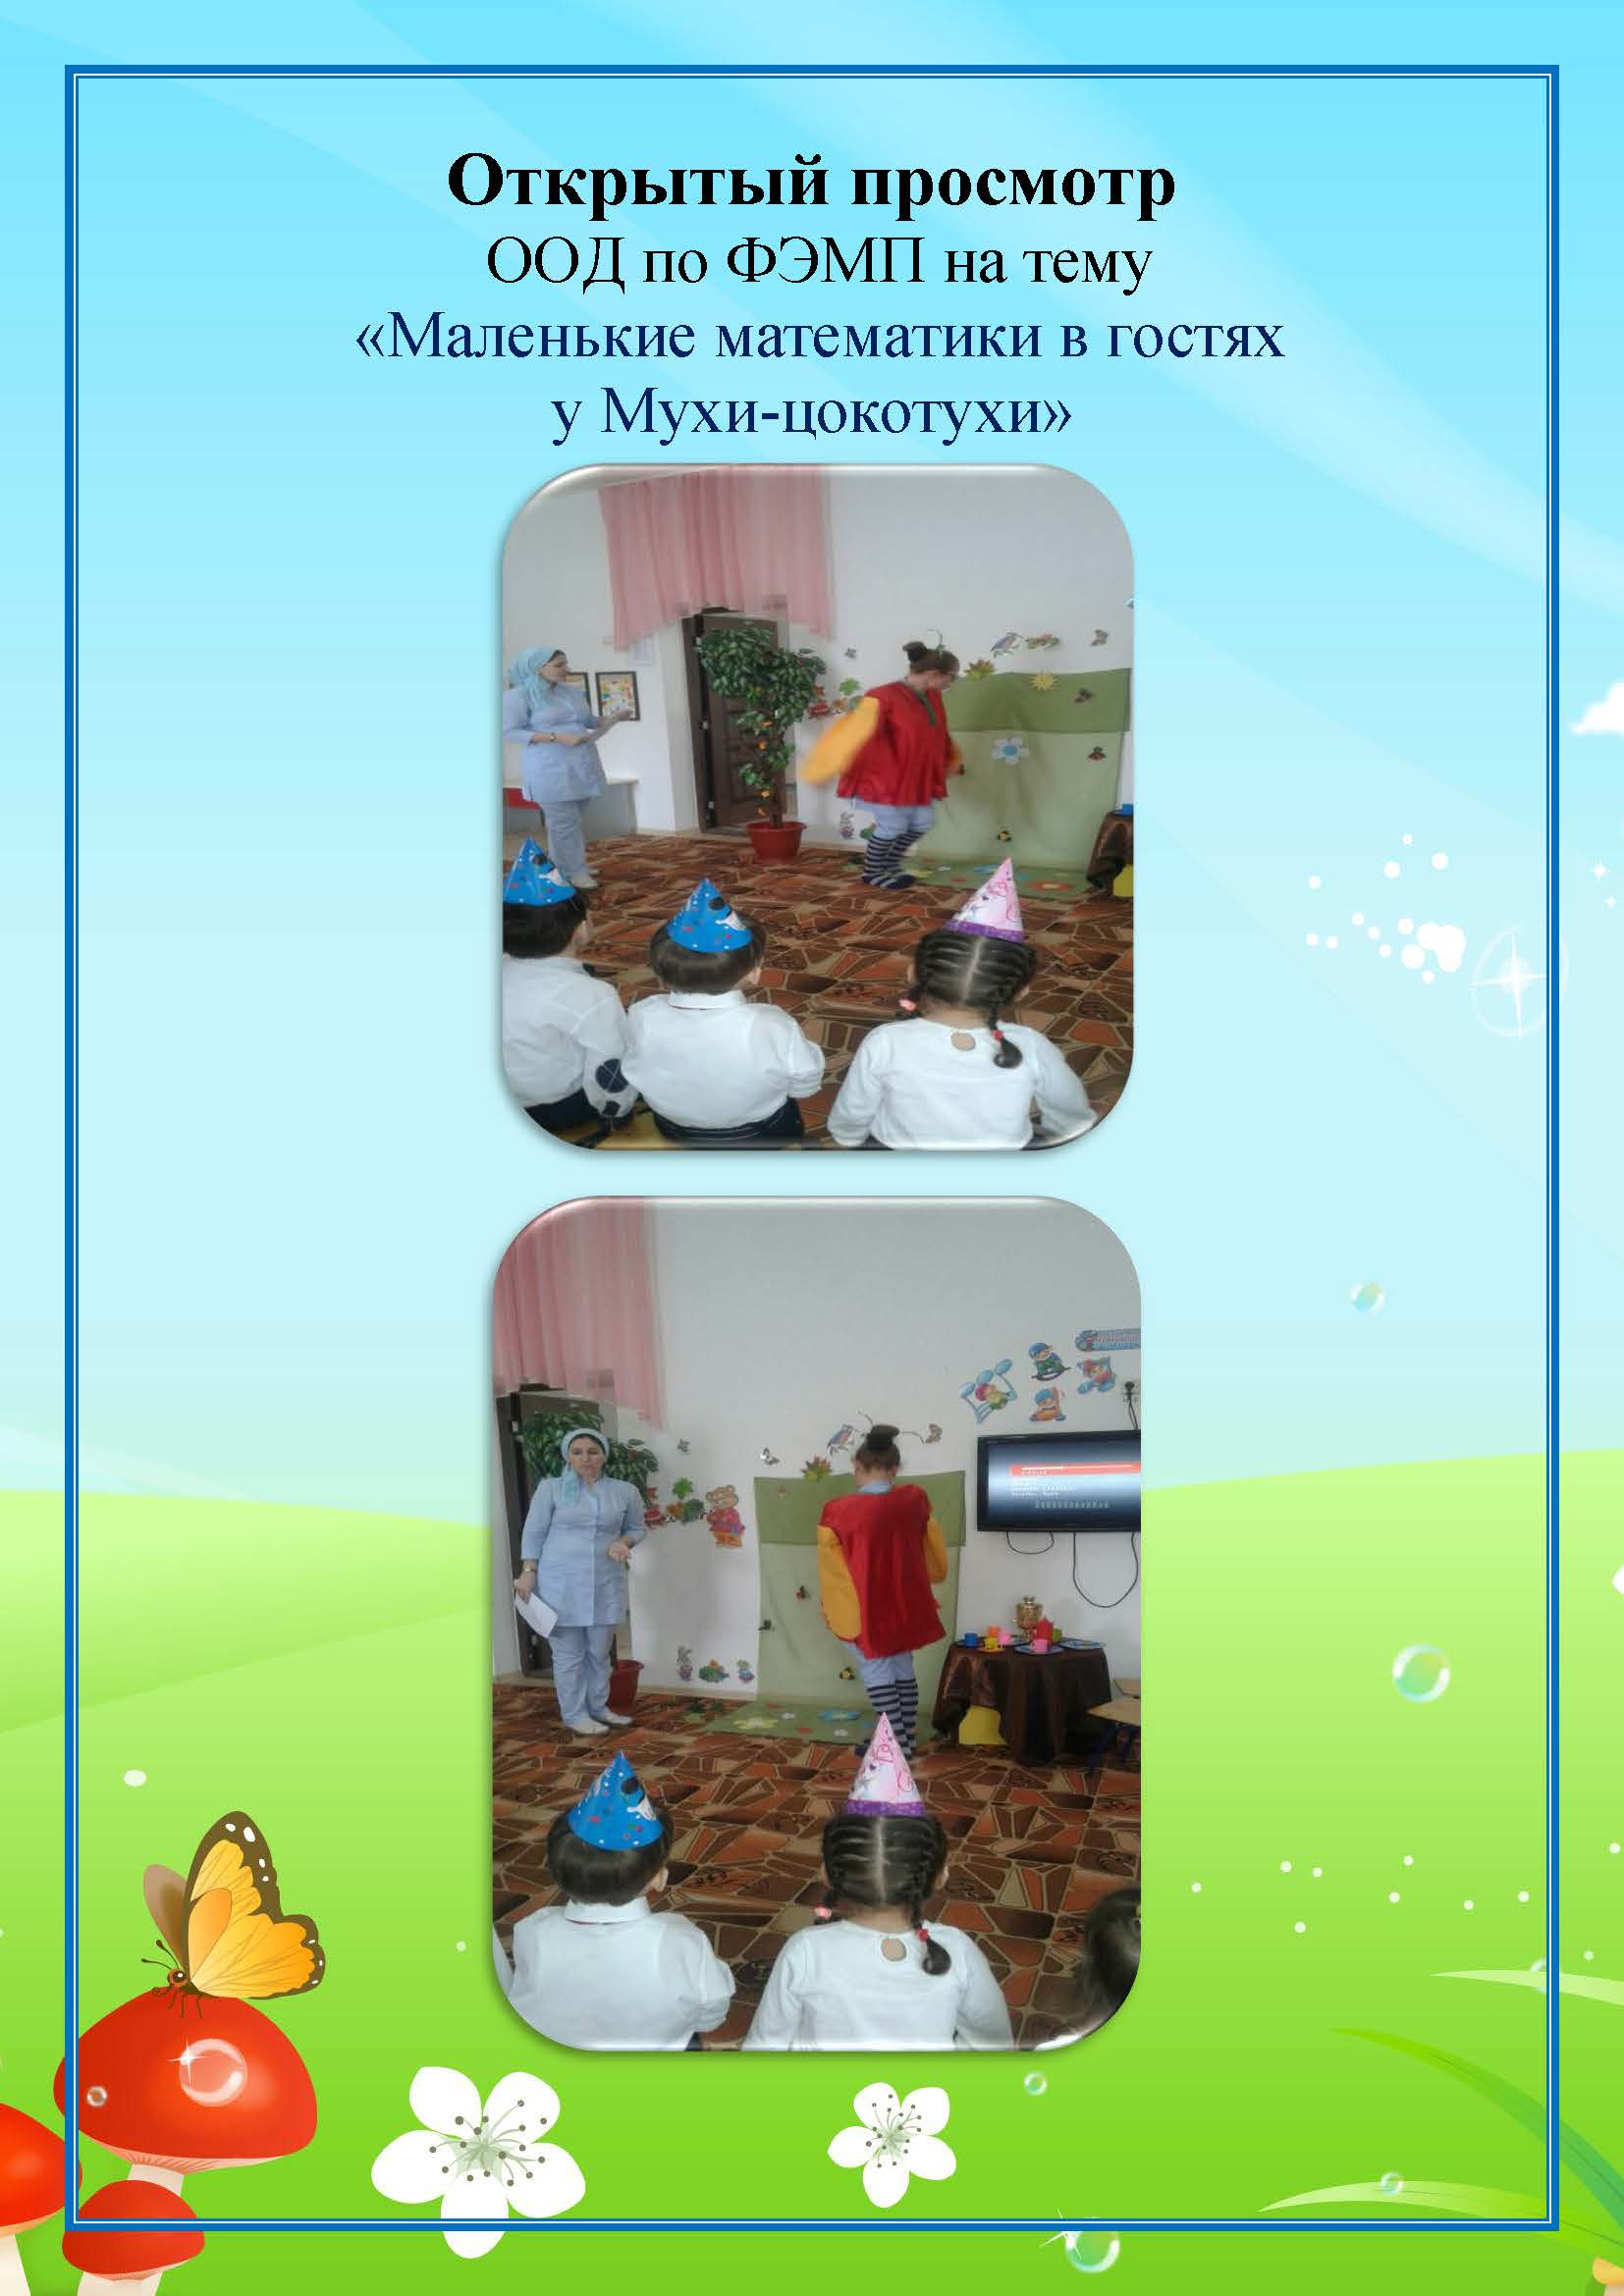 Открытый просмотр
ООД по ФЭМП на тему
«Маленькие математики в гостях
у Мухи-цокотухи»